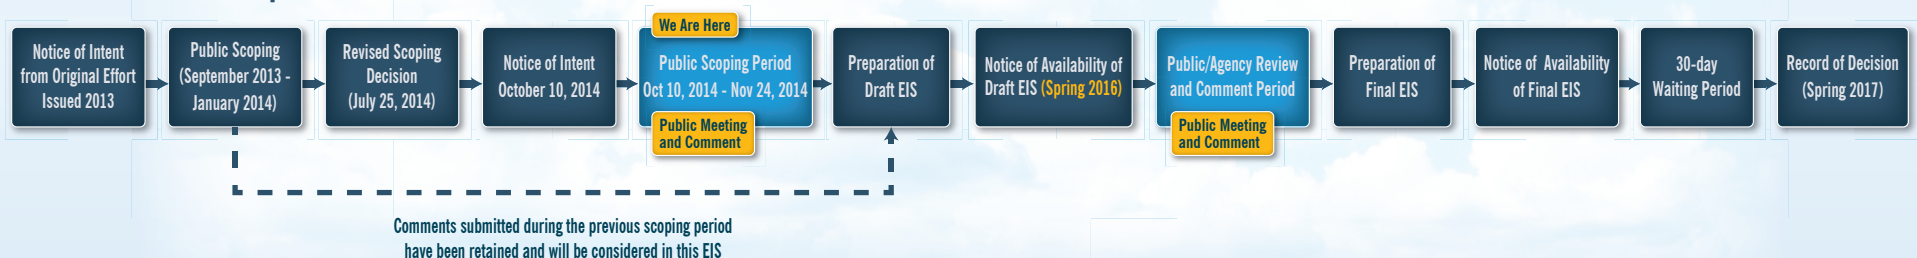 Notice of Intent
from Original Effort
Issued 2013
Public Scoping
(September 2013 -
January 2014)
Revised Scoping
Decision
(July 25, 2014)
Notice of Intent
October 10, 2014
We Are Here
Public Scoping Period
Oct 10, 2014 - Nov 24, 2014
Public Meeting
and Comment
Preparation of
Draft EIS
Notice of Availability of
Draft EIS (Spring 2016)
Public/Agency Review
and Comment Period
Public Meeting
and Comment
Preparation of
Final EIS
Notice of Availability
of Final EIS
30-day
Waiting Period
Record of Decision
(Spring 2017)
Comments submitted during the previous scoping period
have been retained and will be considered in this EIS